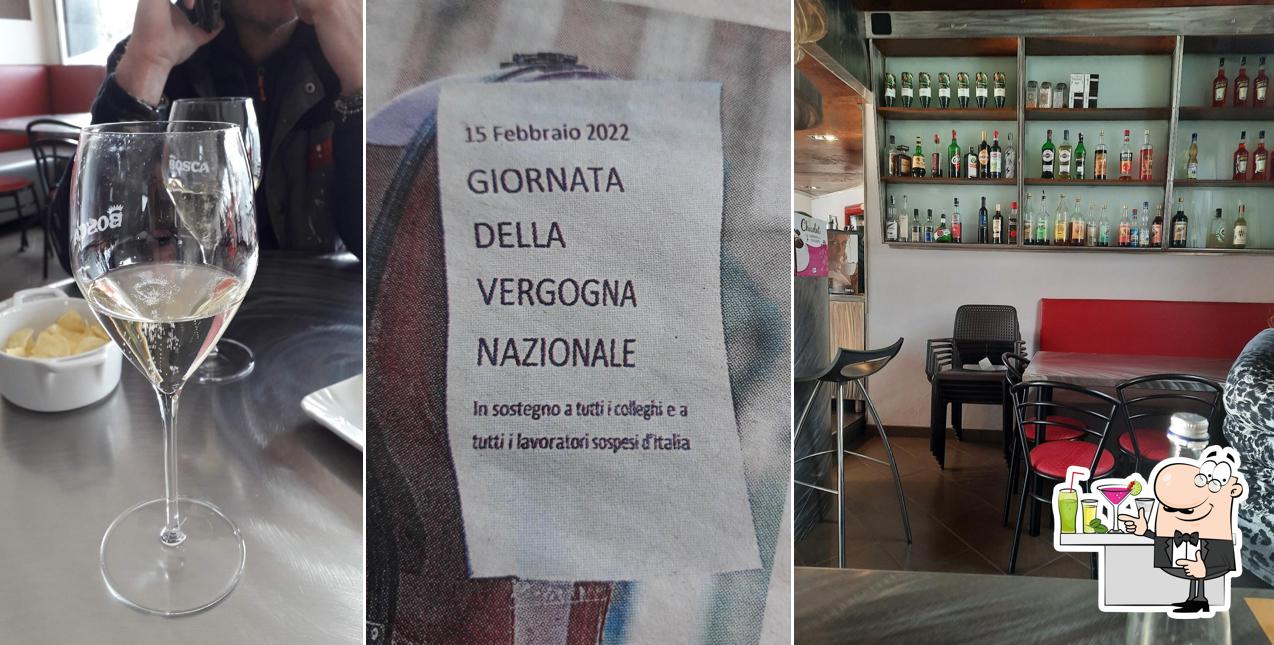 BOSCA
BOSCA
15 Febbraio 2022
GIORNATA
DELLA
VERGOGNA
NAZIONALE
In sostegno a tutti i colleghi e a
tutti i lavoratori sospesi d'Italia